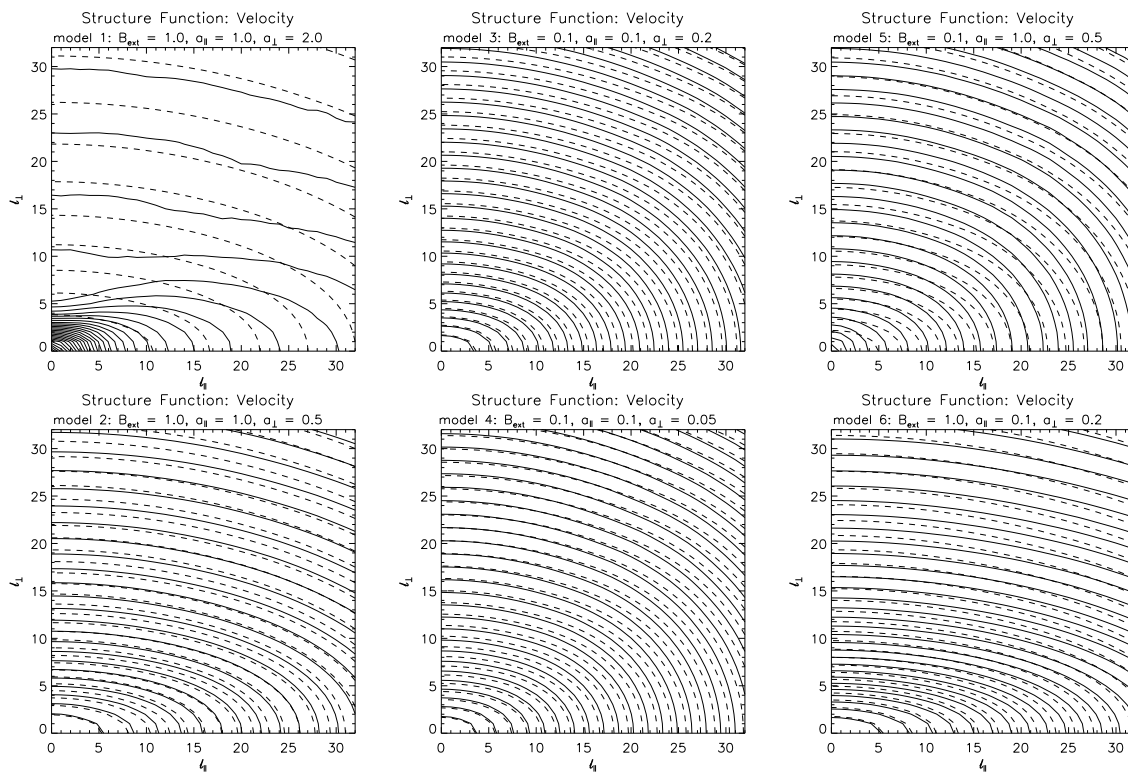 Structure Function: Velocity
model 1: B_ext = 1.0, a_∥ = 1.0, a_⊥ = 2.0
30
25
20
15
10
5
0
ℓ_⊥
0 5 10 15 20 25 30
ℓ_∥
Structure Function: Velocity
model 3: B_ext = 0.1, a_∥ = 0.1, a_⊥ = 0.2
30
25
20
15
10
5
0
ℓ_⊥
0 5 10 15 20 25 30
ℓ_∥
Structure Function: Velocity
model 5: B_ext = 0.1, a_∥ = 1.0, a_⊥ = 0.5
30
25
20
15
10
5
0
ℓ_⊥
0 5 10 15 20 25 30
ℓ_∥
Structure Function: Velocity
model 2: B_ext = 1.0, a_∥ = 1.0, a_⊥ = 0.5
30
25
20
15
10
5
0
ℓ_⊥
0 5 10 15 20 25 30
ℓ_∥
Structure Function: Velocity
model 4: B_ext = 0.1, a_∥ = 0.1, a_⊥ = 0.05
30
25
20
15
10
5
0
ℓ_⊥
0 5 10 15 20 25 30
ℓ_∥
Structure Function: Velocity
model 6: B_ext = 1.0, a_∥ = 0.1, a_⊥ = 0.2
30
25
20
15
10
5
0
ℓ_⊥
0 5 10 15 20 25 30
ℓ_∥